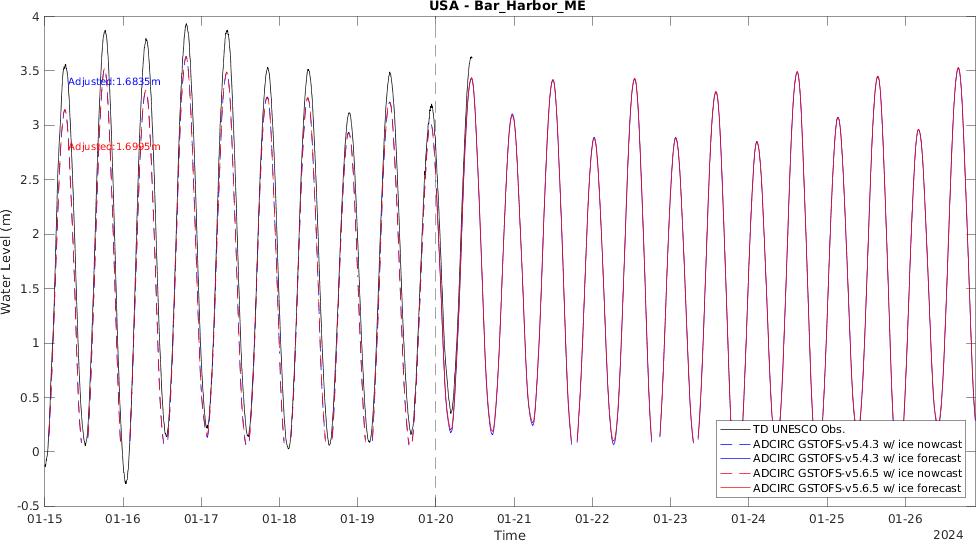 USA - Bar_Harbor_ME
Water Level (m)
4
3.5
3
2.5
2
1.5
1
0.5
0
-0.5
Adjusted:1.6835m
Adjusted:1.6995m
TD UNESCO Obs.
ADCIRC GSTOFS-v5.4.3 w/ ice nowcast
ADCIRC GSTOFS-v5.4.3 w/ ice forecast
ADCIRC GSTOFS-v5.6.5 w/ ice nowcast
ADCIRC GSTOFS-v5.6.5 w/ ice forecast
01-15 01-16 01-17 01-18 01-19 01-20 01-21 01-22 01-23 01-24 01-25 01-26
Time
2024